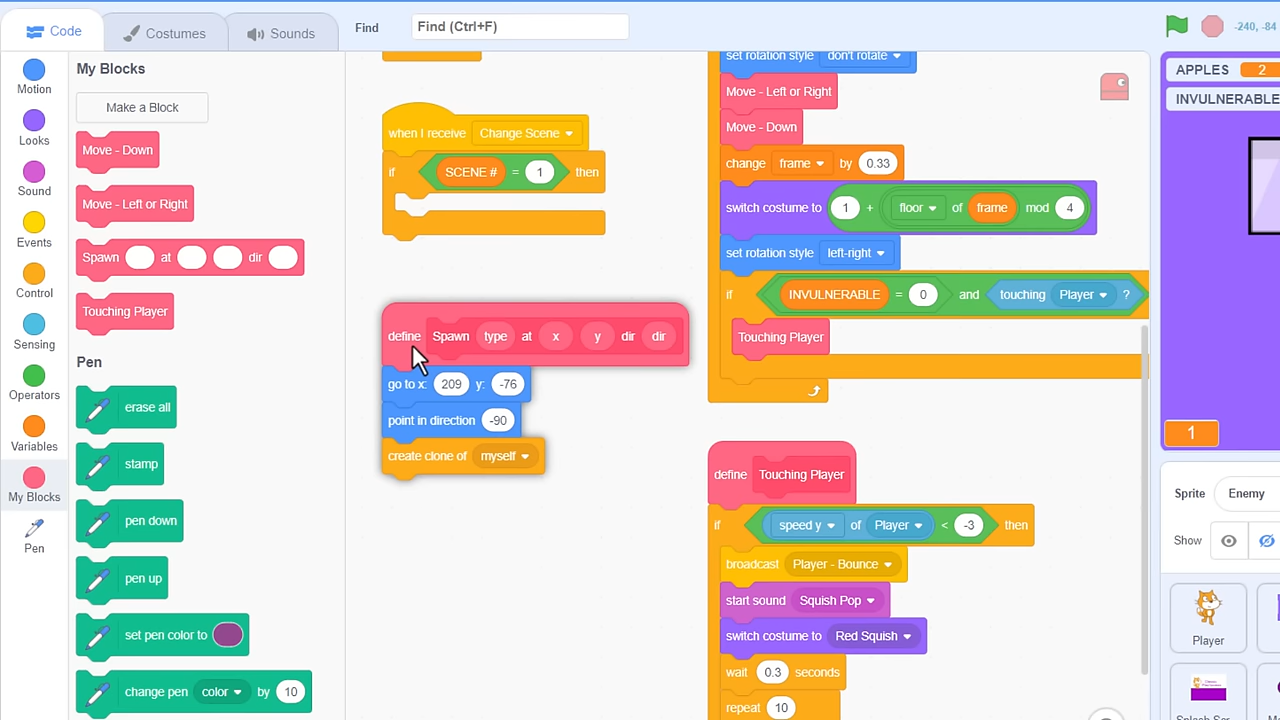 Code Costumes Sounds Find Find (Ctrl+F) -240, -84
Motion
Looks
Sound
Events
Control
Sensing
Operators
Variables
My Blocks
Pen
My Blocks
Make a Block
Move - Down
Move - Left or Right
Spawn at dir
Touching Player
Pen
erase all
stamp
pen down
pen up
set pen color to
change pen color by 10
when I receive Change Scene
if SCENE # = 1 then
define Spawn type at x y dir dir
go to x: 209 y: -76
point in direction -90
create clone of myself
set rotation style don't rotate
Move - Left or Right
Move - Down
change frame by 0.33
switch costume to 1 + floor of frame mod 4
set rotation style left-right
if INVULNERABLE = 0 and touching Player ?
Touching Player
define Touching Player
if speed y of Player < -3 then
broadcast Player - Bounce
start sound Squish Pop
switch costume to Red Squish
wait 0.3 seconds
repeat 10
APPLES 2
INVULNERABLE
1
Sprite Enemy
Show
Player